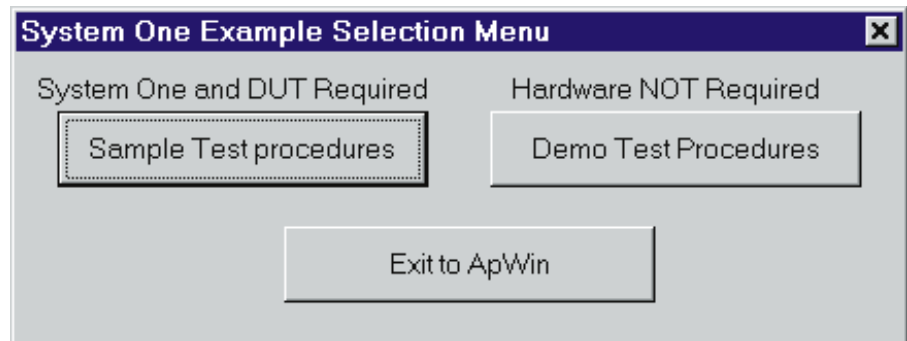 System One Example Selection Menu
System One and DUT Required
Hardware NOT Required
Sample Test procedures
Demo Test Procedures
Exit to ApWin